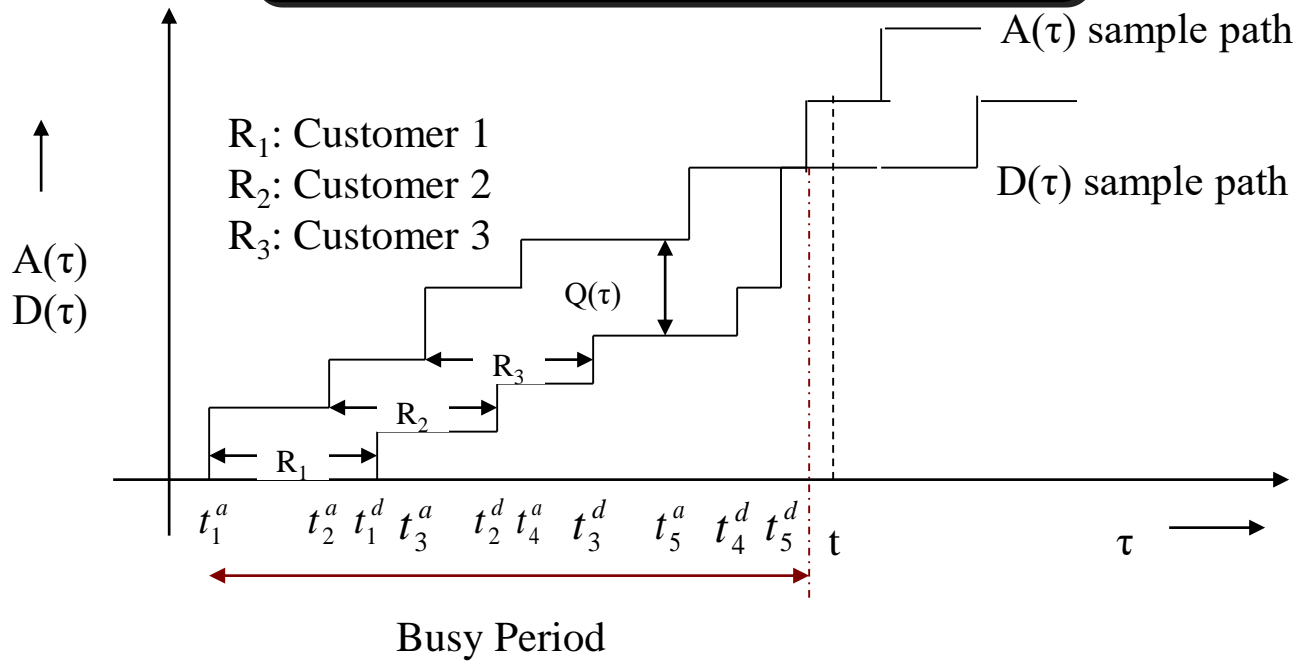 A(τ) sample path
R₁: Customer 1
R₂: Customer 2
R₃: Customer 3
D(τ) sample path
A(τ)
D(τ)
Q(τ)
R₃
R₂
R₁
t₁ᵃ t₂ᵃ t₁ᵈ t₃ᵃ t₂ᵈ t₄ᵃ t₃ᵈ t₅ᵃ t₄ᵈ t₅ᵈ t τ
Busy Period